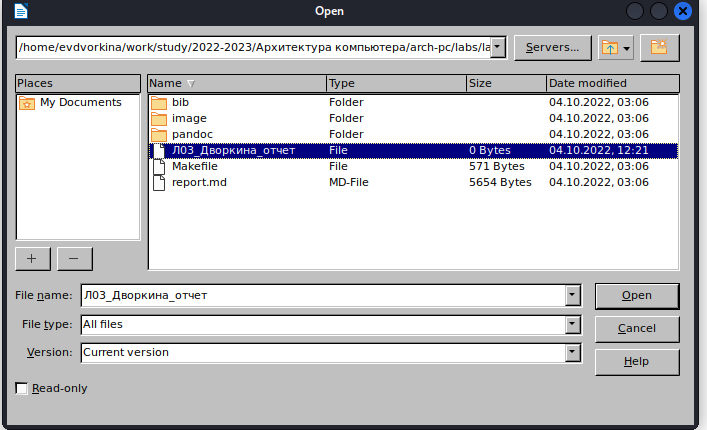 Open
/home/evdvorkina/work/study/2022-2023/Архитектура компьютера/arch-pc/labs/la
Servers...
Places
My Documents
Name Type Size Date modified
bib Folder 04.10.2022, 03:06
image Folder 04.10.2022, 03:06
pandoc Folder 04.10.2022, 03:06
Л03_Дворкина_отчет File 0 Bytes 04.10.2022, 12:21
Makefile File 571 Bytes 04.10.2022, 03:06
report.md MD-File 5654 Bytes 04.10.2022, 03:06
+ −
File name: Л03_Дворкина_отчет Open
File type: All files Cancel
Version: Current version Help
Read-only